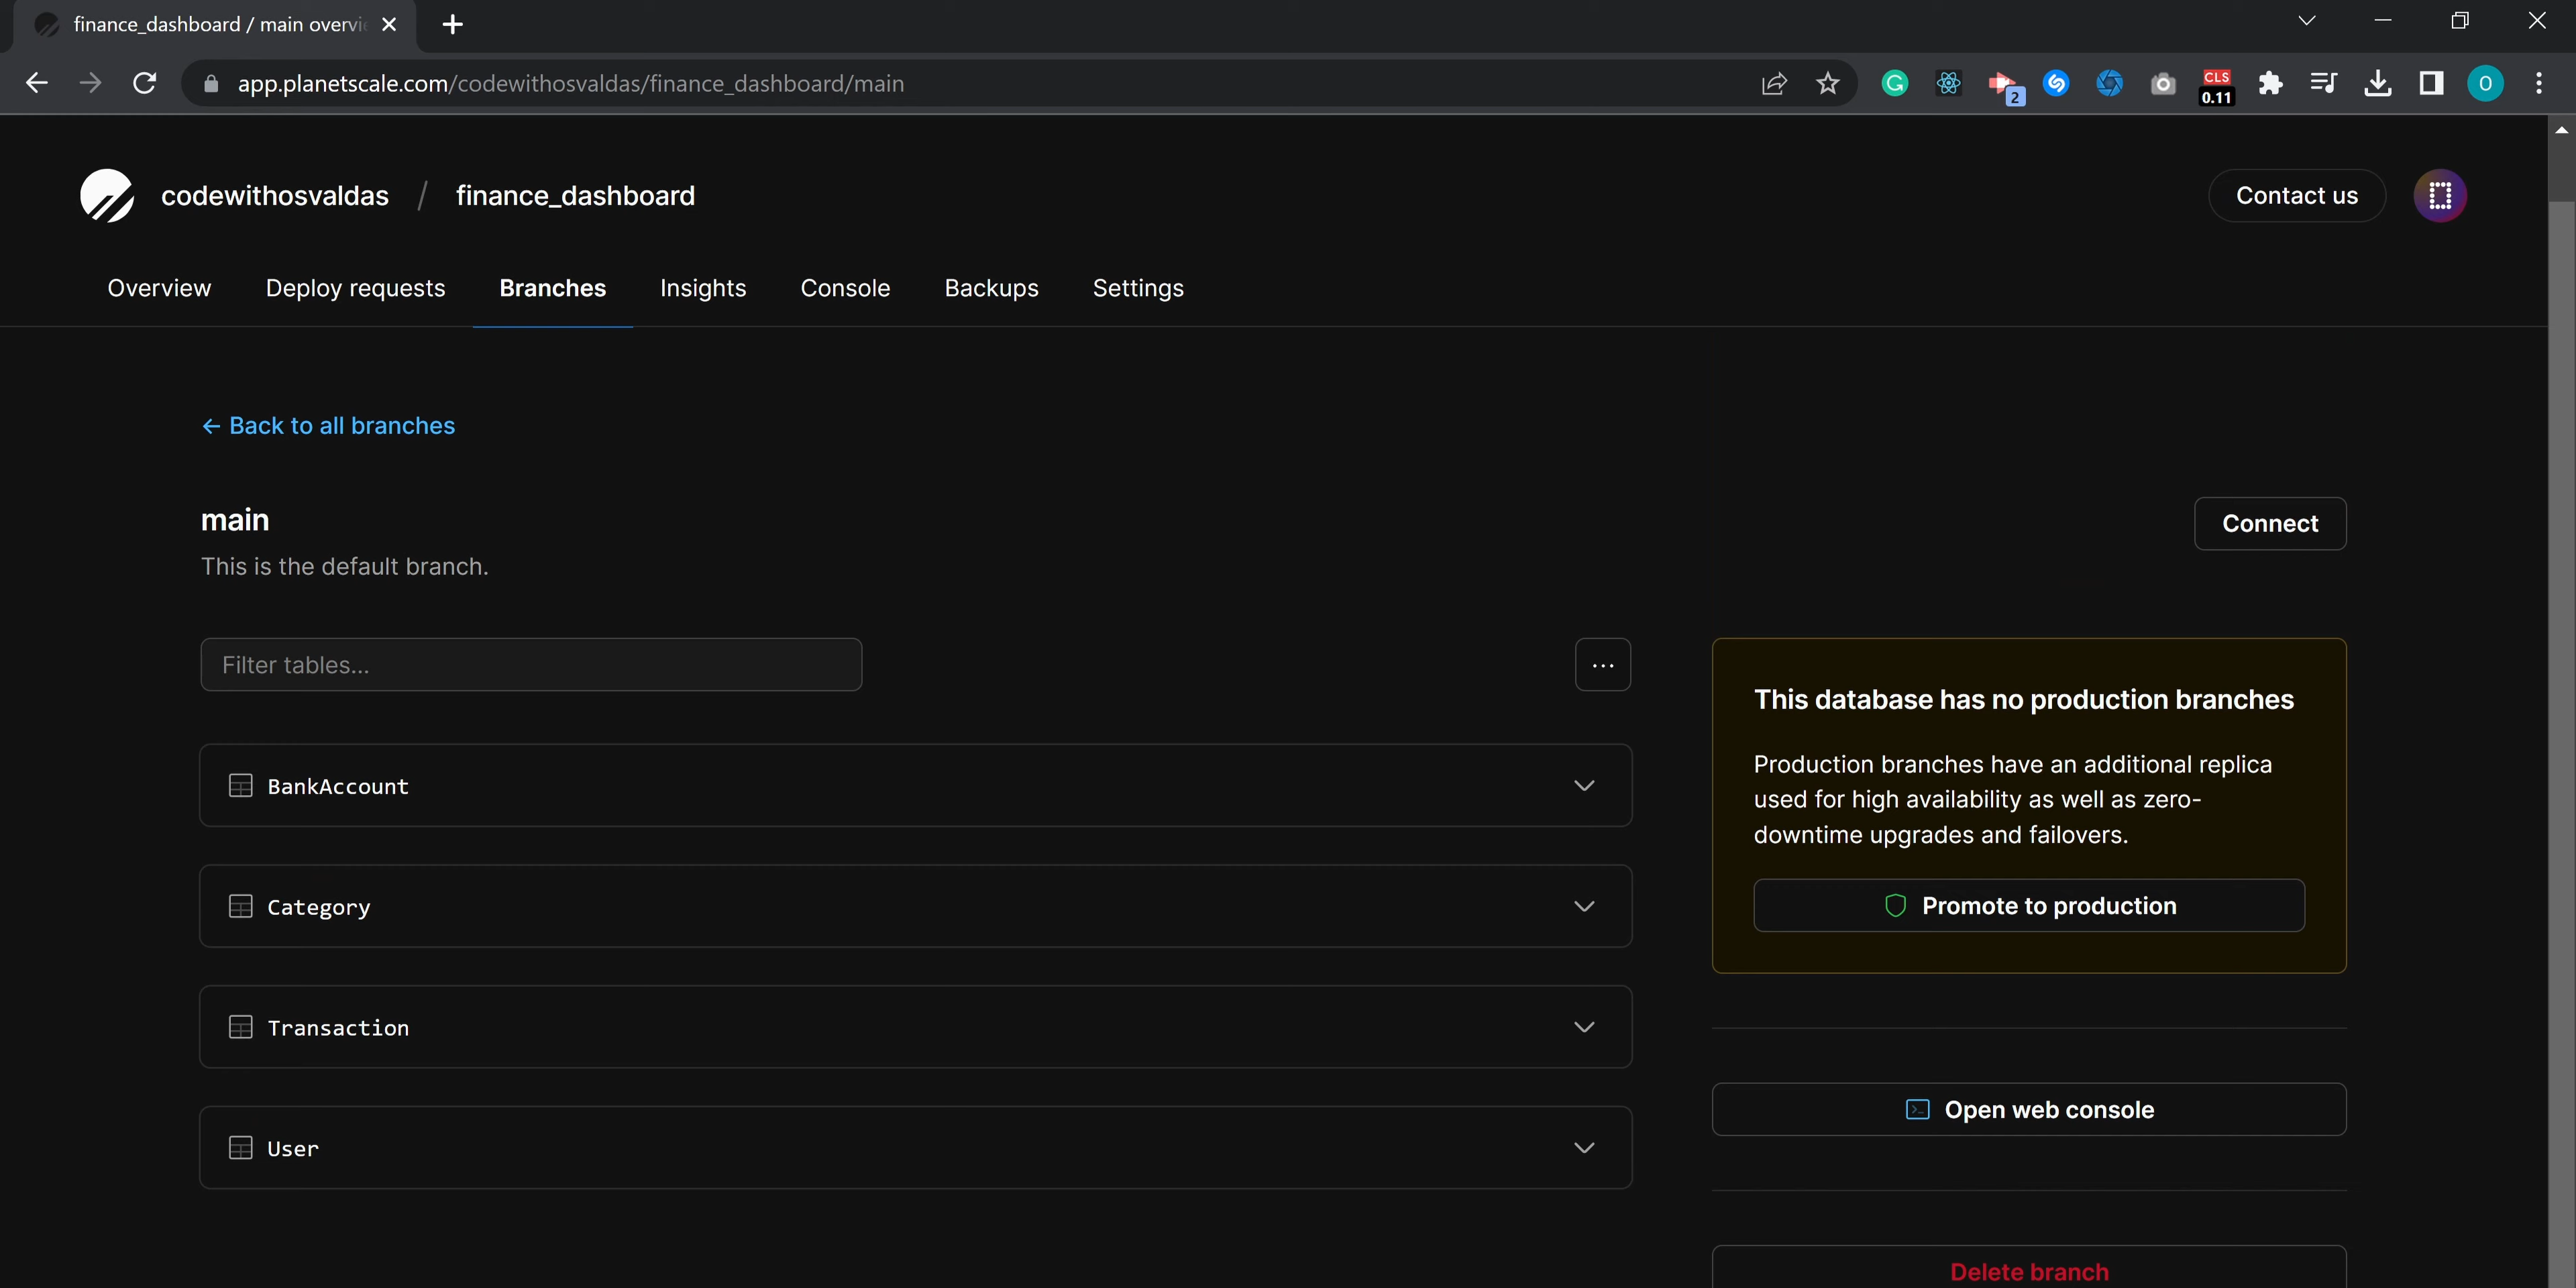 finance_dashboard / main overvi
app.planetscale.com/codewithosvaldas/finance_dashboard/main
2
CLS
0.11
O
codewithosvaldas / finance_dashboard
Contact us
Overview Deploy requests Branches Insights Console Backups Settings
← Back to all branches
main
Connect
This is the default branch.
Filter tables...
...
BankAccount
Category
Transaction
User
This database has no production branches
Production branches have an additional replica
used for high availability as well as zero-
downtime upgrades and failovers.
Promote to production
Open web console
Delete branch